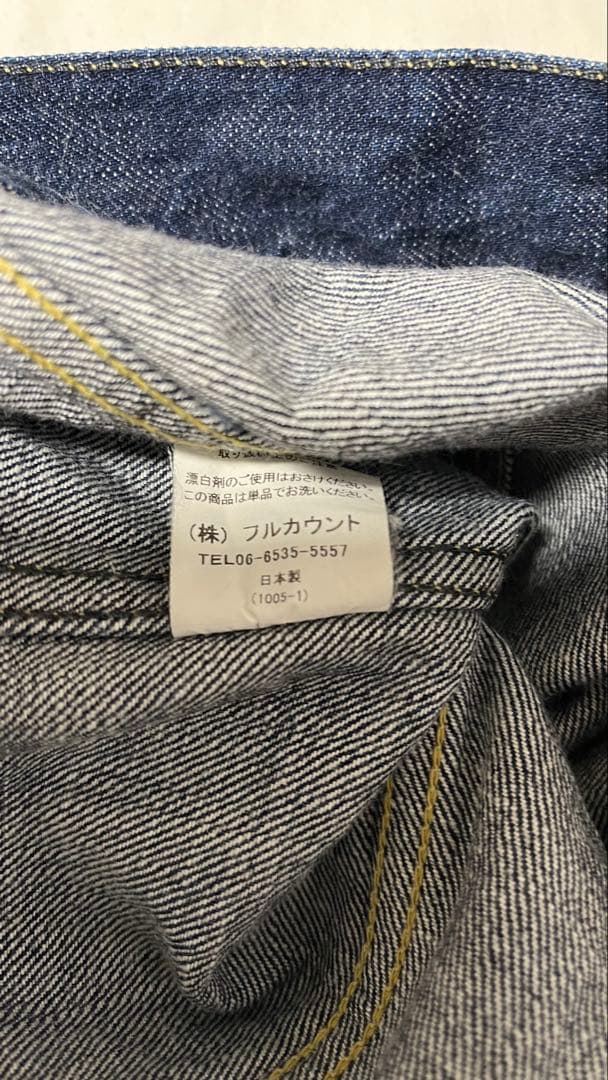 漂白剤のご使用はおさけください。
この商品は単品でお洗いください。
(株) フルカウント
TEL06-6535-5557
日本製
(1005-1)